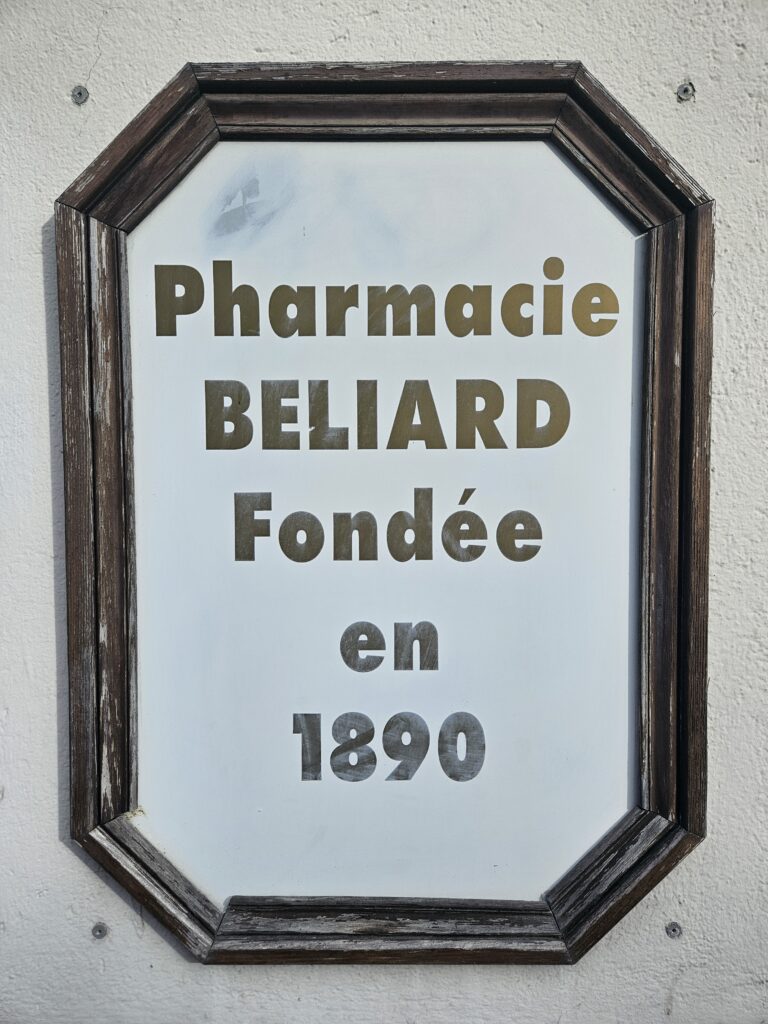 Pharmacie
BELIARD
Fondée
en
1890